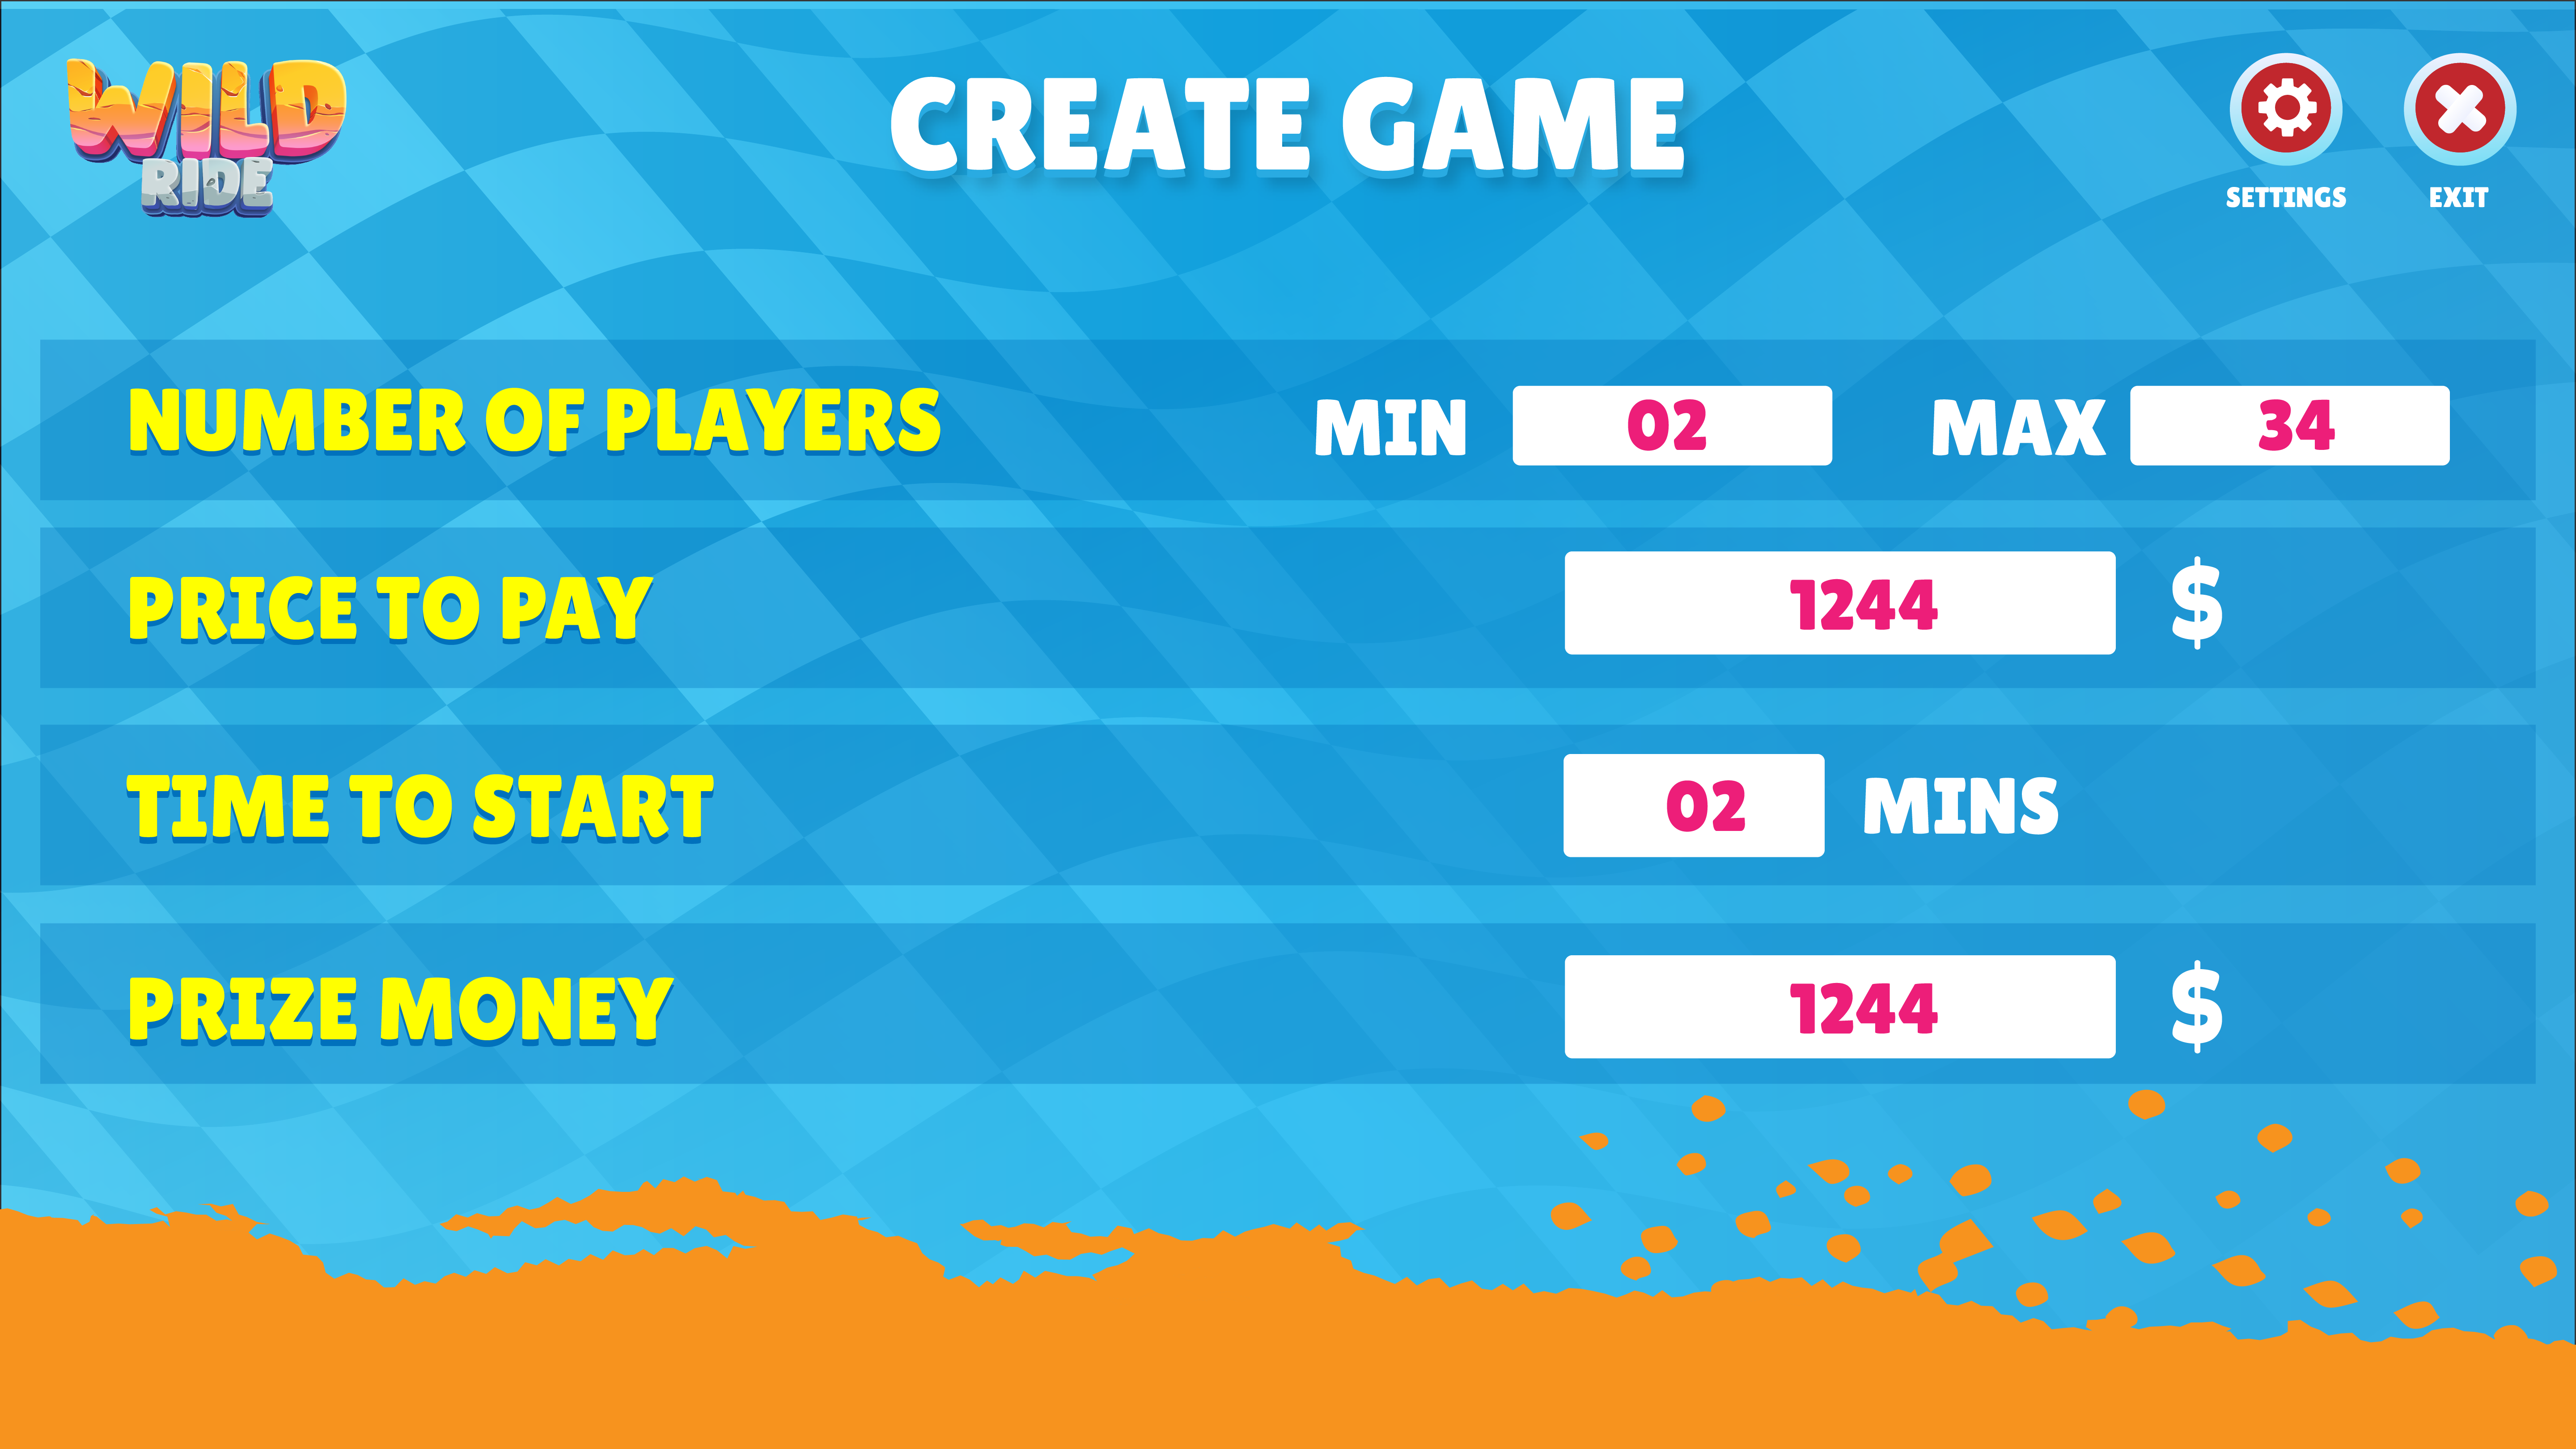 WILD
RIDE
CREATE GAME
SETTINGS
EXIT
NUMBER OF PLAYERS MIN 02 MAX 34
PRICE TO PAY 1244 $
TIME TO START 02 MINS
PRIZE MONEY 1244 $